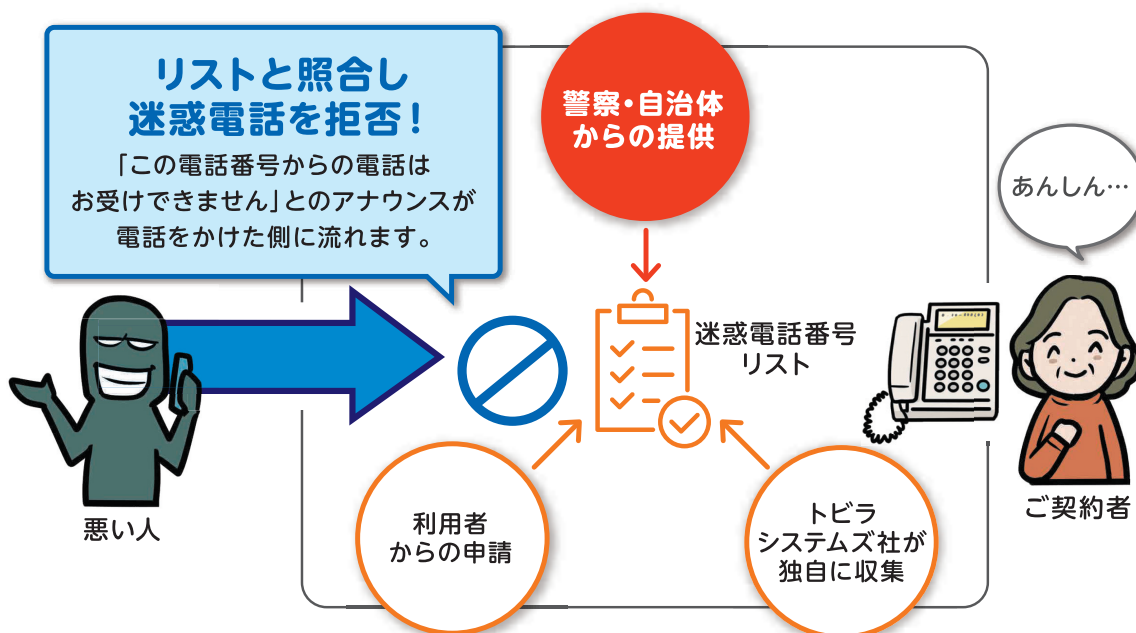 リストと照合し
迷惑電話を拒否！
「この電話番号からの電話は
お受けできません」とのアナウンスが
電話をかけた側に流れます。
警察・自治体
からの提供
あんしん…
迷惑電話番号
リスト
悪い人
利用者
からの申請
トビラ
システムズ社が
独自に収集
ご契約者